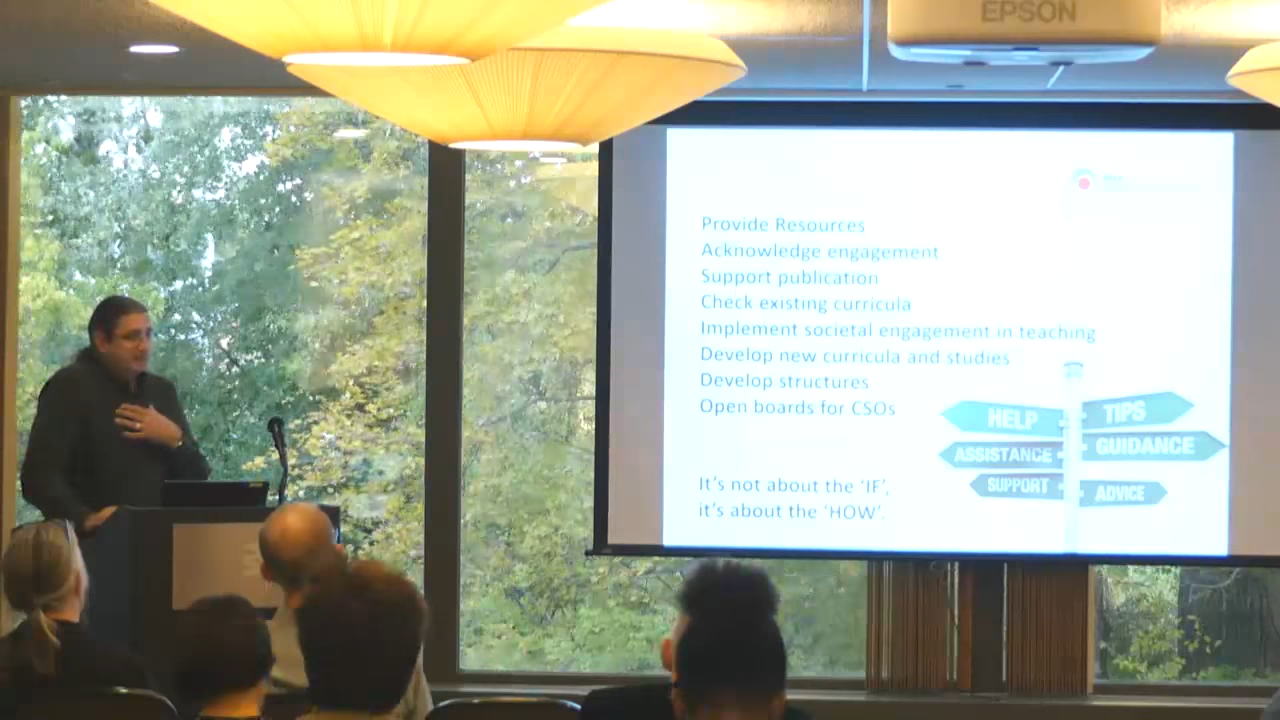 EPSON
Provide Resources
Acknowledge engagement
Support publication
Check existing curricula
Implement societal engagement in teaching
Develop new curricula and studies
Develop structures
Open boards for CSOs
HELP
TIPS
ASSISTANCE
GUIDANCE
SUPPORT
ADVICE
It's not about the 'IF',
it's about the 'HOW'.